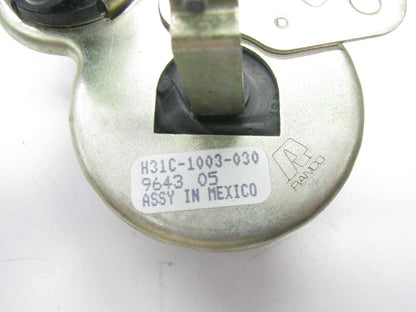 H31C-1003-030
9643 05
ASSY IN MEXICO
RANCO